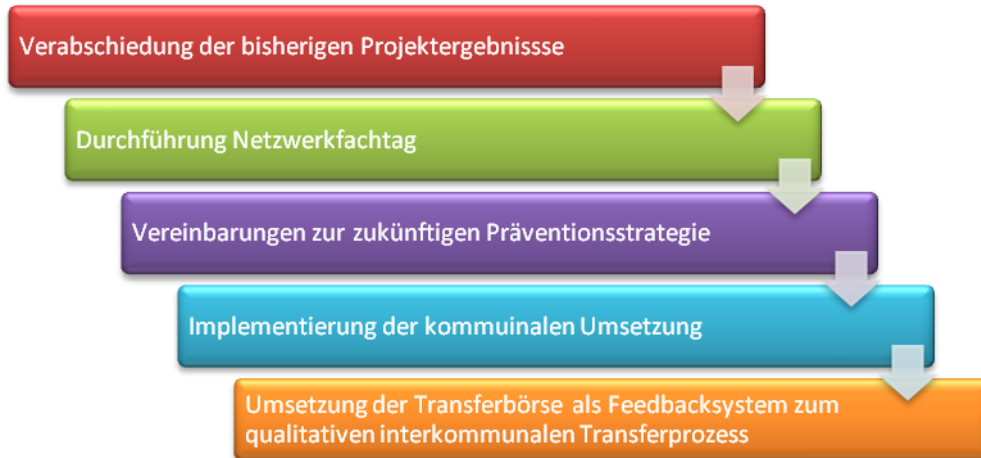 Verabschiedung der bisherigen Projektergebnissse
Durchführung Netzwerkfachtag
Vereinbarungen zur zukünftigen Präventionsstrategie
Implementierung der kommuinalen Umsetzung
Umsetzung der Transferbörse als Feedbacksystem zum
qualitativen interkommunalen Transferprozess